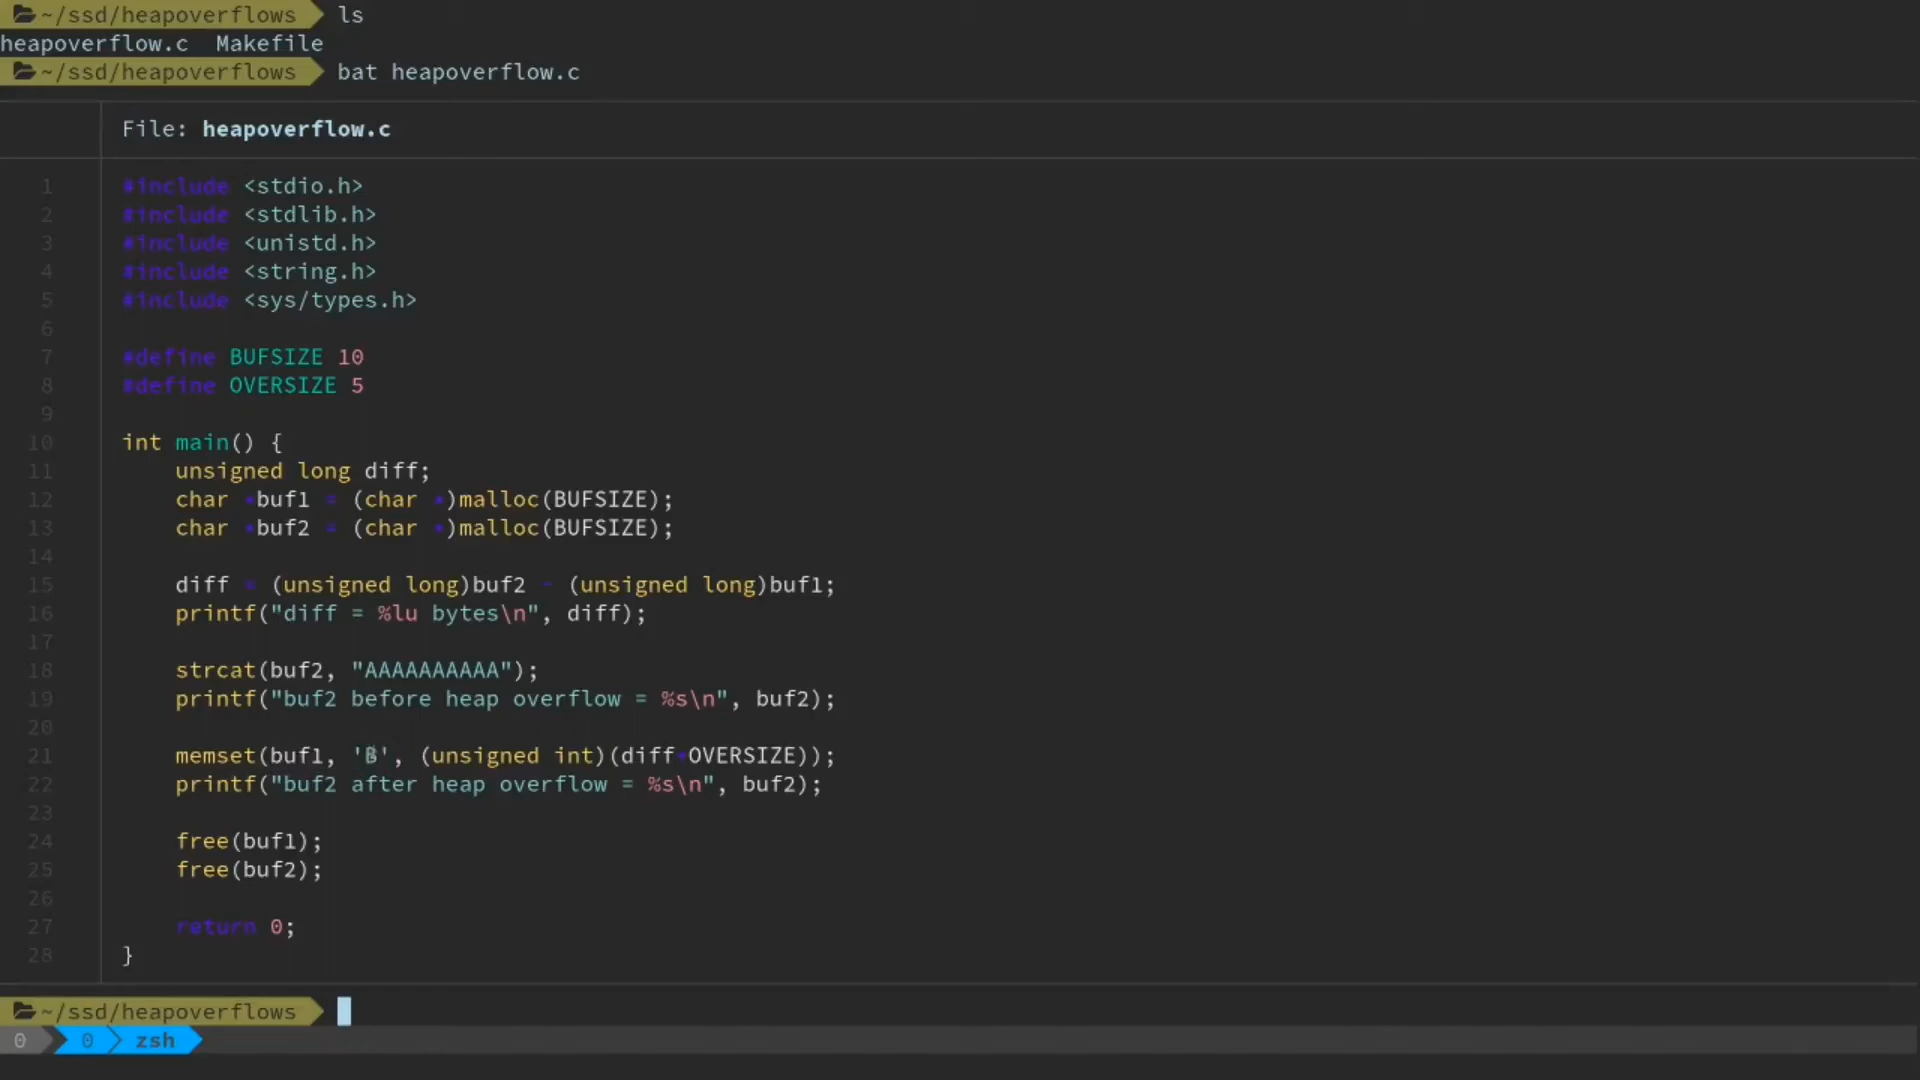 ~/ssd/heapoverflows ls
heapoverflow.c  Makefile
~/ssd/heapoverflows bat heapoverflow.c
File: heapoverflow.c
1 #include <stdio.h>
2 #include <stdlib.h>
3 #include <unistd.h>
4 #include <string.h>
5 #include <sys/types.h>
6
7 #define BUFSIZE 10
8 #define OVERSIZE 5
9
10 int main() {
11     unsigned long diff;
12     char *buf1 = (char *)malloc(BUFSIZE);
13     char *buf2 = (char *)malloc(BUFSIZE);
14
15     diff = (unsigned long)buf2 - (unsigned long)buf1;
16     printf("diff = %lu bytes\n", diff);
17
18     strcat(buf2, "AAAAAAAAAA");
19     printf("buf2 before heap overflow = %s\n", buf2);
20
21     memset(buf1, 'B', (unsigned int)(diff+OVERSIZE));
22     printf("buf2 after heap overflow = %s\n", buf2);
23
24     free(buf1);
25     free(buf2);
26
27     return 0;
28 }
~/ssd/heapoverflows
0 0 zsh